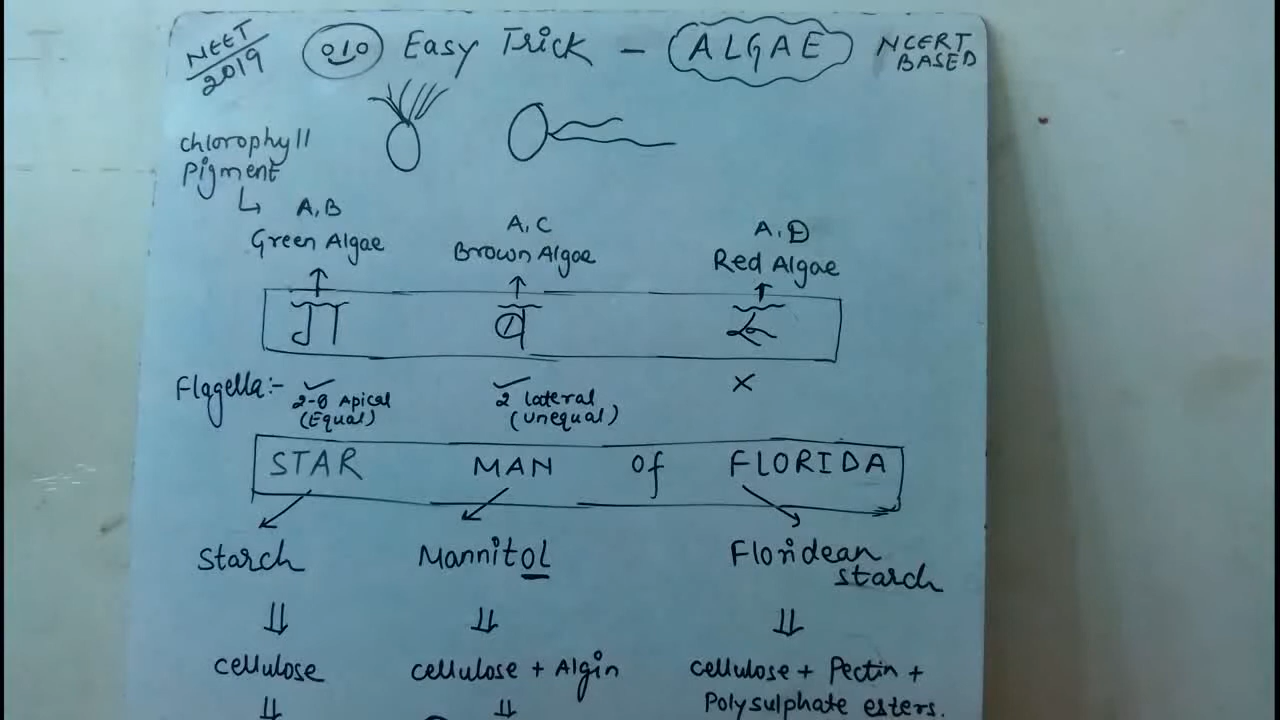 NEET
2019
Easy Trick - ALGAE
NCERT
BASED
chlorophyll
Pigment
A, B
Green Algae
A, C
Brown Algae
A, D
Red Algae
Flagella:-
2-8 Apical
(Equal)
2 lateral
(Unequal)
STAR MAN of FLORIDA
Starch
Mannitol
Floridean
starch
cellulose
cellulose + Algin
cellulose + Pectin +
Polysulphate esters.